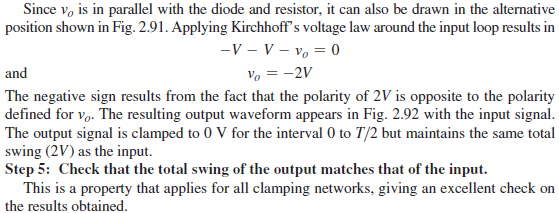 Since vo is in parallel with the diode and resistor, it can also be drawn in the alternative
position shown in Fig. 2.91. Applying Kirchhoff's voltage law around the input loop results in
−V − V − vo = 0
and vo = −2V
The negative sign results from the fact that the polarity of 2V is opposite to the polarity
defined for vo. The resulting output waveform appears in Fig. 2.92 with the input signal.
The output signal is clamped to 0 V for the interval 0 to T/2 but maintains the same total
swing (2V) as the input.
Step 5: Check that the total swing of the output matches that of the input.
This is a property that applies for all clamping networks, giving an excellent check on
the results obtained.